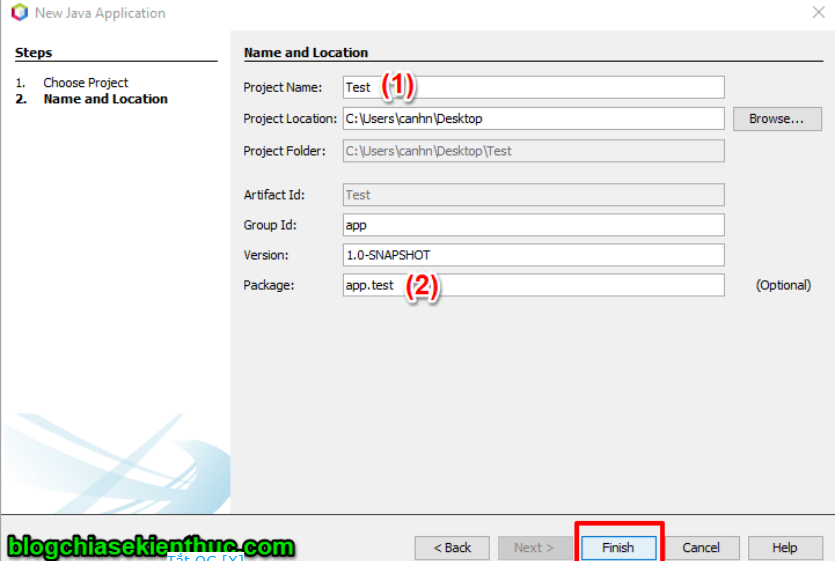 New Java Application
Steps
1. Choose Project
2. Name and Location
Name and Location
Project Name: Test (1)
Project Location: C:\Users\canhn\Desktop Browse...
Project Folder: C:\Users\canhn\Desktop\Test
Artifact Id: Test
Group Id: app
Version: 1.0-SNAPSHOT
Package: app.test (2) (Optional)
< Back Next > Finish Cancel Help
blogchiasekienthuc.com
Tắt QC [X]